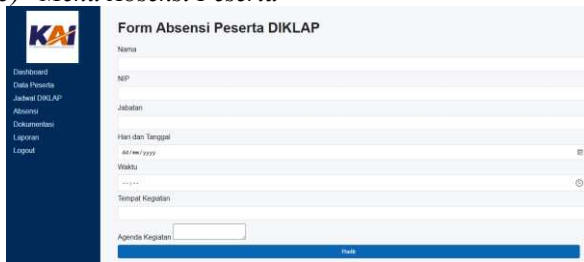 Menu Absensi Peserta
KAI
Form Absensi Peserta DIKLAP
Nama
NIP
Jabatan
Hari dan Tanggal
dd/mm/yyyy
Waktu
--:--
Tempat Kegiatan
Agenda Kegiatan
Hadir
Dashboard
Data Peserta
Jadwal DIKLAP
Absensi
Dokumentasi
Laporan
Logout